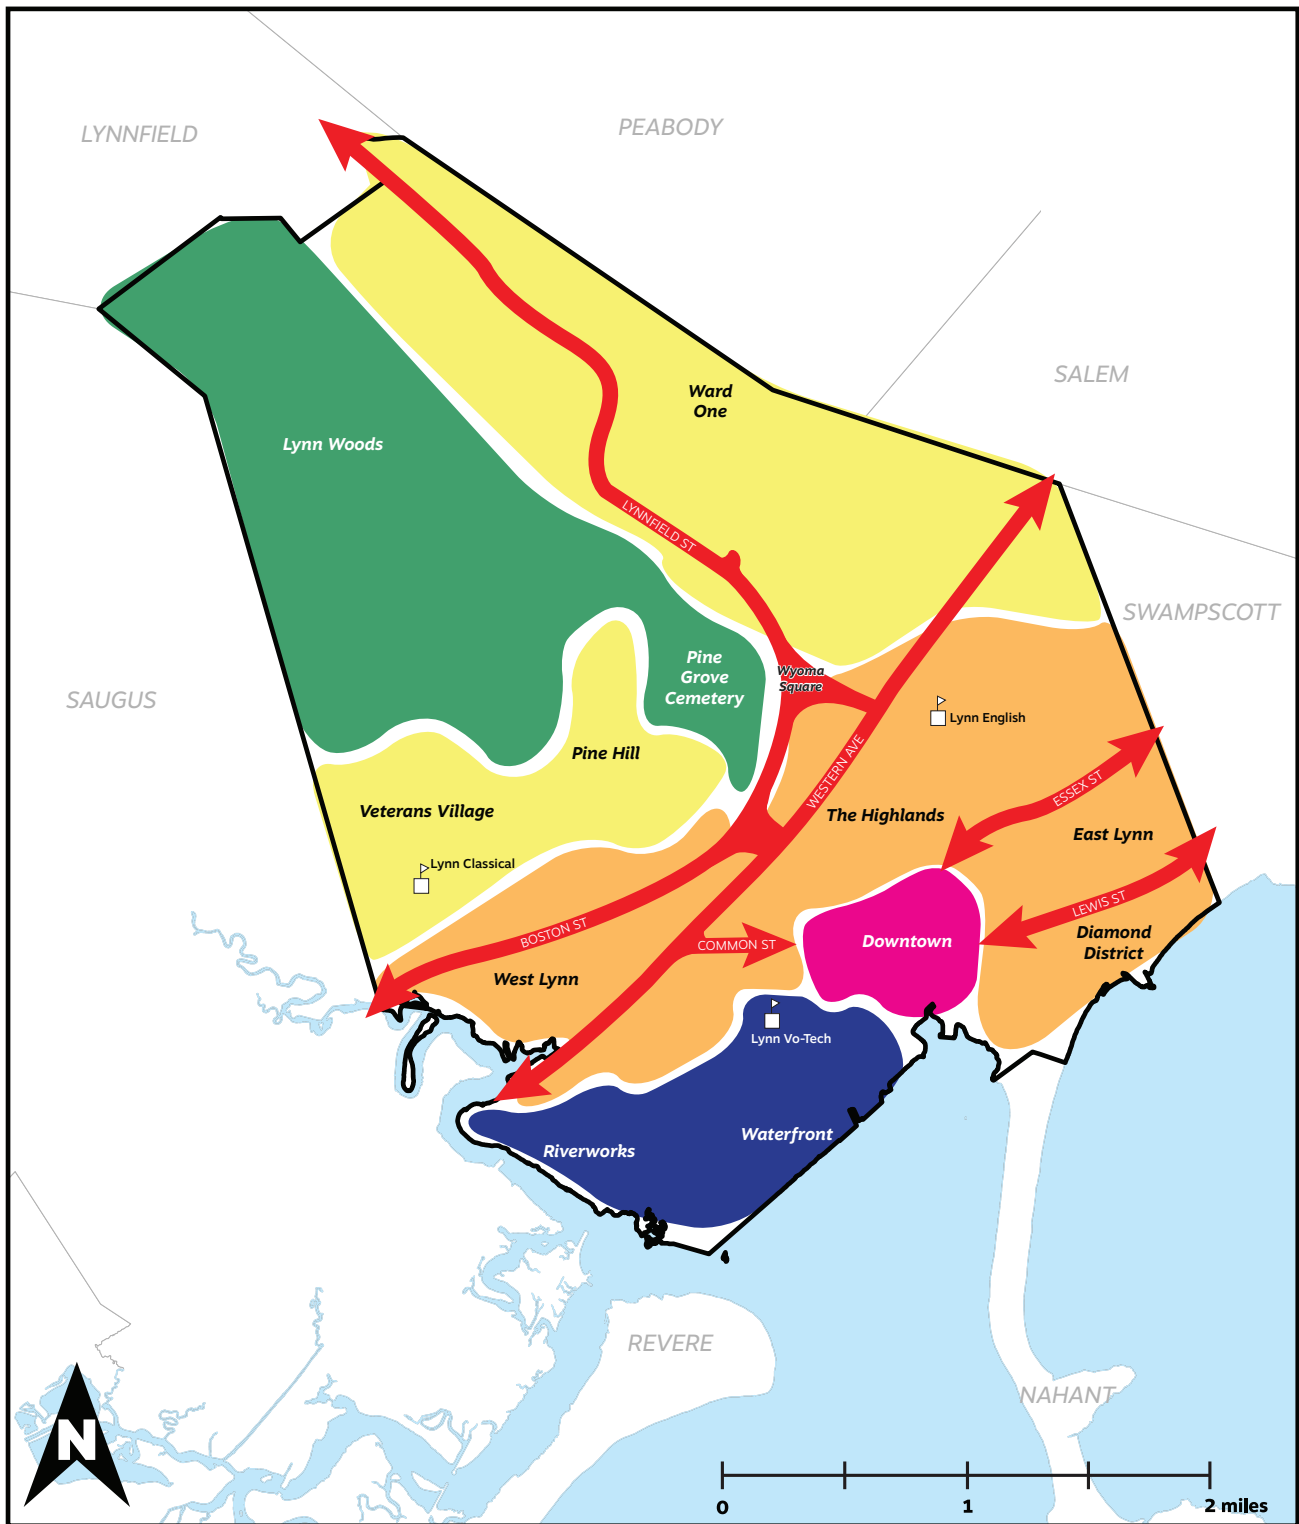 LYNNFIELD
PEABODY
SALEM
Ward
One
Lynn Woods
LYNNFIELD ST
SWAMPSCOTT
Pine
Grove
Cemetery
Wyoma
Square
SAUGUS
Lynn English
Pine Hill
WESTERN AVE
ESSEX ST
Veterans Village
The Highlands
East Lynn
Lynn Classical
LEWIS ST
BOSTON ST
COMMON ST
Downtown
Diamond
District
West Lynn
Lynn Vo-Tech
Waterfront
Riverworks
REVERE
NAHANT
N
0
1
2 miles